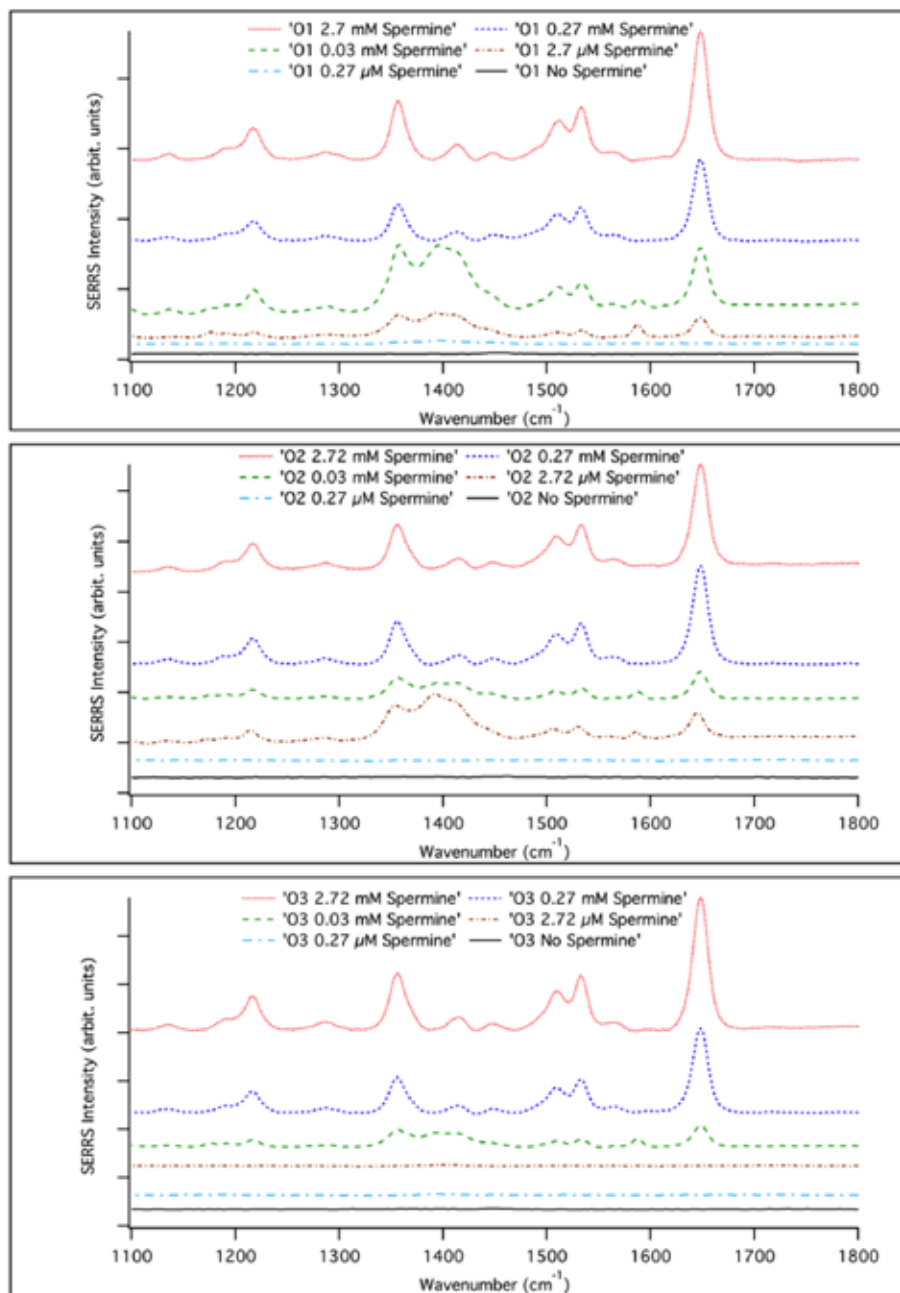 'O1 2.7 mM Spermine' 'O1 0.27 mM Spermine'
'O1 0.03 mM Spermine' 'O1 2.7 µM Spermine'
'O1 0.27 µM Spermine' 'O1 No Spermine'
SERRS Intensity (arbit. units)
1100 1200 1300 1400 1500 1600 1700 1800
Wavenumber (cm⁻¹)
'O2 2.72 mM Spermine' 'O2 0.27 mM Spermine'
'O2 0.03 mM Spermine' 'O2 2.72 µM Spermine'
'O2 0.27 µM Spermine' 'O2 No Spermine'
SERRS Intensity (arbit. units)
1100 1200 1300 1400 1500 1600 1700 1800
Wavenumber (cm⁻¹)
'O3 2.72 mM Spermine' 'O3 0.27 mM Spermine'
'O3 0.03 mM Spermine' 'O3 2.72 µM Spermine'
'O3 0.27 µM Spermine' 'O3 No Spermine'
SERRS Intensity (arbit. units)
1100 1200 1300 1400 1500 1600 1700 1800
Wavenumber (cm⁻¹)